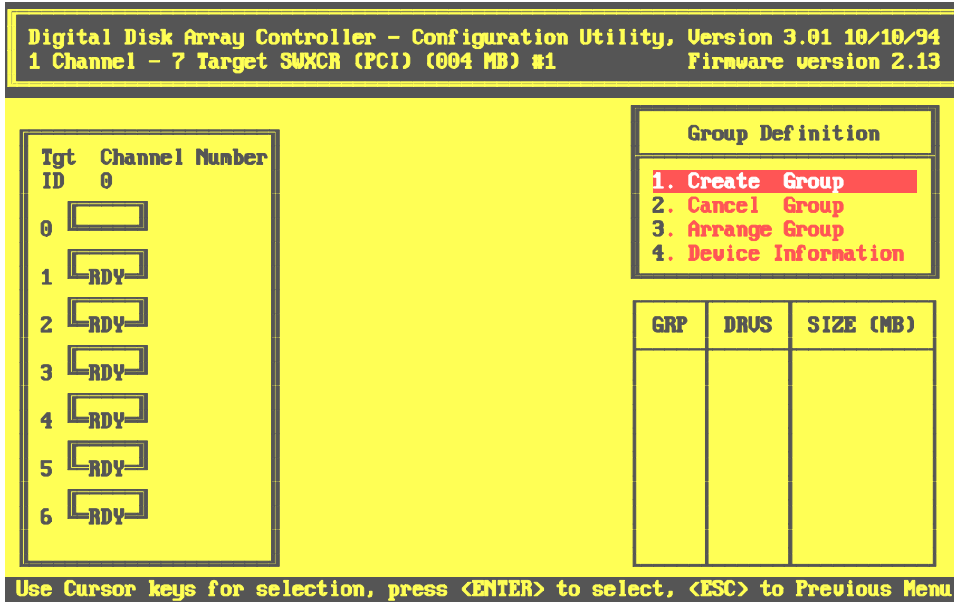 Digital Disk Array Controller – Configuration Utility, Version 3.01 10/10/94
1 Channel – 7 Target SWXCR (PCI) (004 MB) #1 Firmware version 2.13
Tgt Channel Number
ID 0
0
1 RDY
2 RDY
3 RDY
4 RDY
5 RDY
6 RDY
Group Definition
1. Create Group
2. Cancel Group
3. Arrange Group
4. Device Information
GRP DRVS SIZE (MB)
Use Cursor keys for selection, press <ENTER> to select, <ESC> to Previous Menu